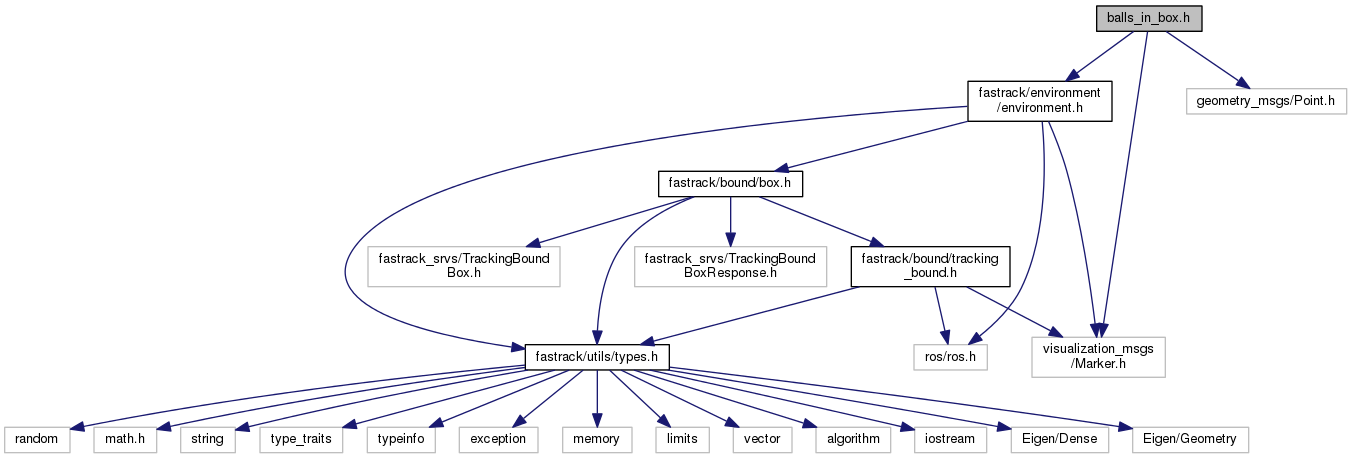 balls_in_box.h
fastrack/environment
/environment.h
geometry_msgs/Point.h
fastrack/bound/box.h
fastrack_srvs/TrackingBound
Box.h
fastrack_srvs/TrackingBound
BoxResponse.h
fastrack/bound/tracking
_bound.h
fastrack/utils/types.h
ros/ros.h
visualization_msgs
/Marker.h
random
math.h
string
type_traits
typeinfo
exception
memory
limits
vector
algorithm
iostream
Eigen/Dense
Eigen/Geometry